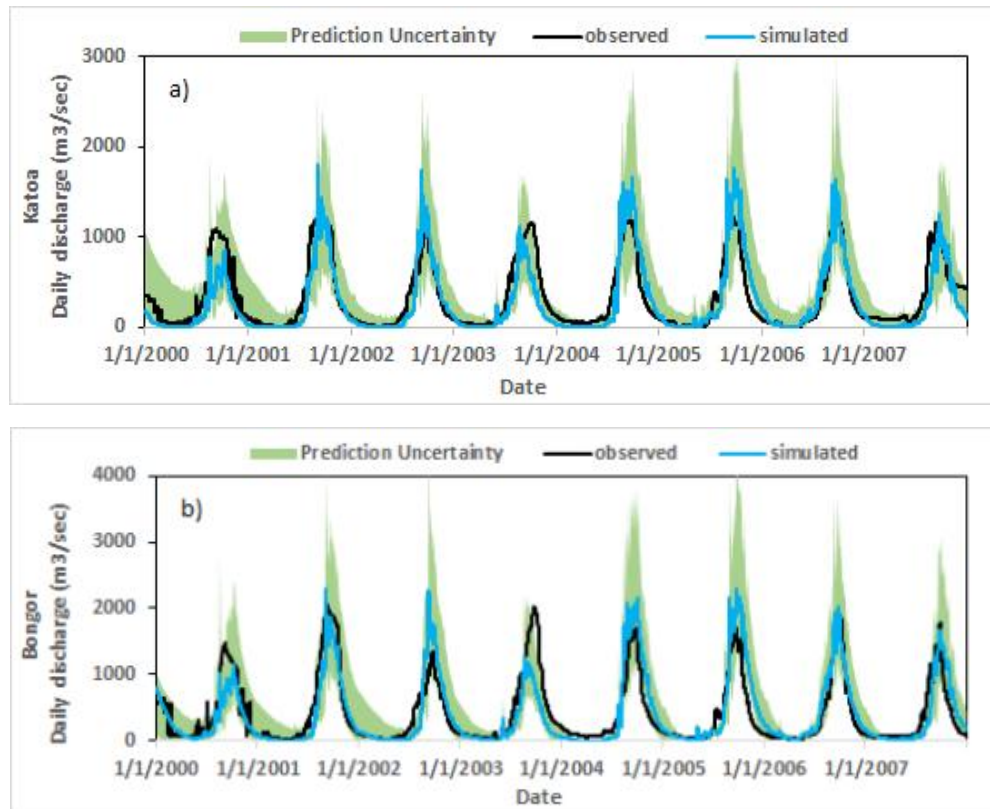 Prediction Uncertainty observed simulated
a)
Katoa
Daily discharge (m3/sec)
3000
2000
1000
0
1/1/2000 1/1/2001 1/1/2002 1/1/2003 1/1/2004 1/1/2005 1/1/2006 1/1/2007
Date
Prediction Uncertainty observed simulated
b)
Bongor
Daily discharge (m3/sec)
4000
3000
2000
1000
0
1/1/2000 1/1/2001 1/1/2002 1/1/2003 1/1/2004 1/1/2005 1/1/2006 1/1/2007
Date